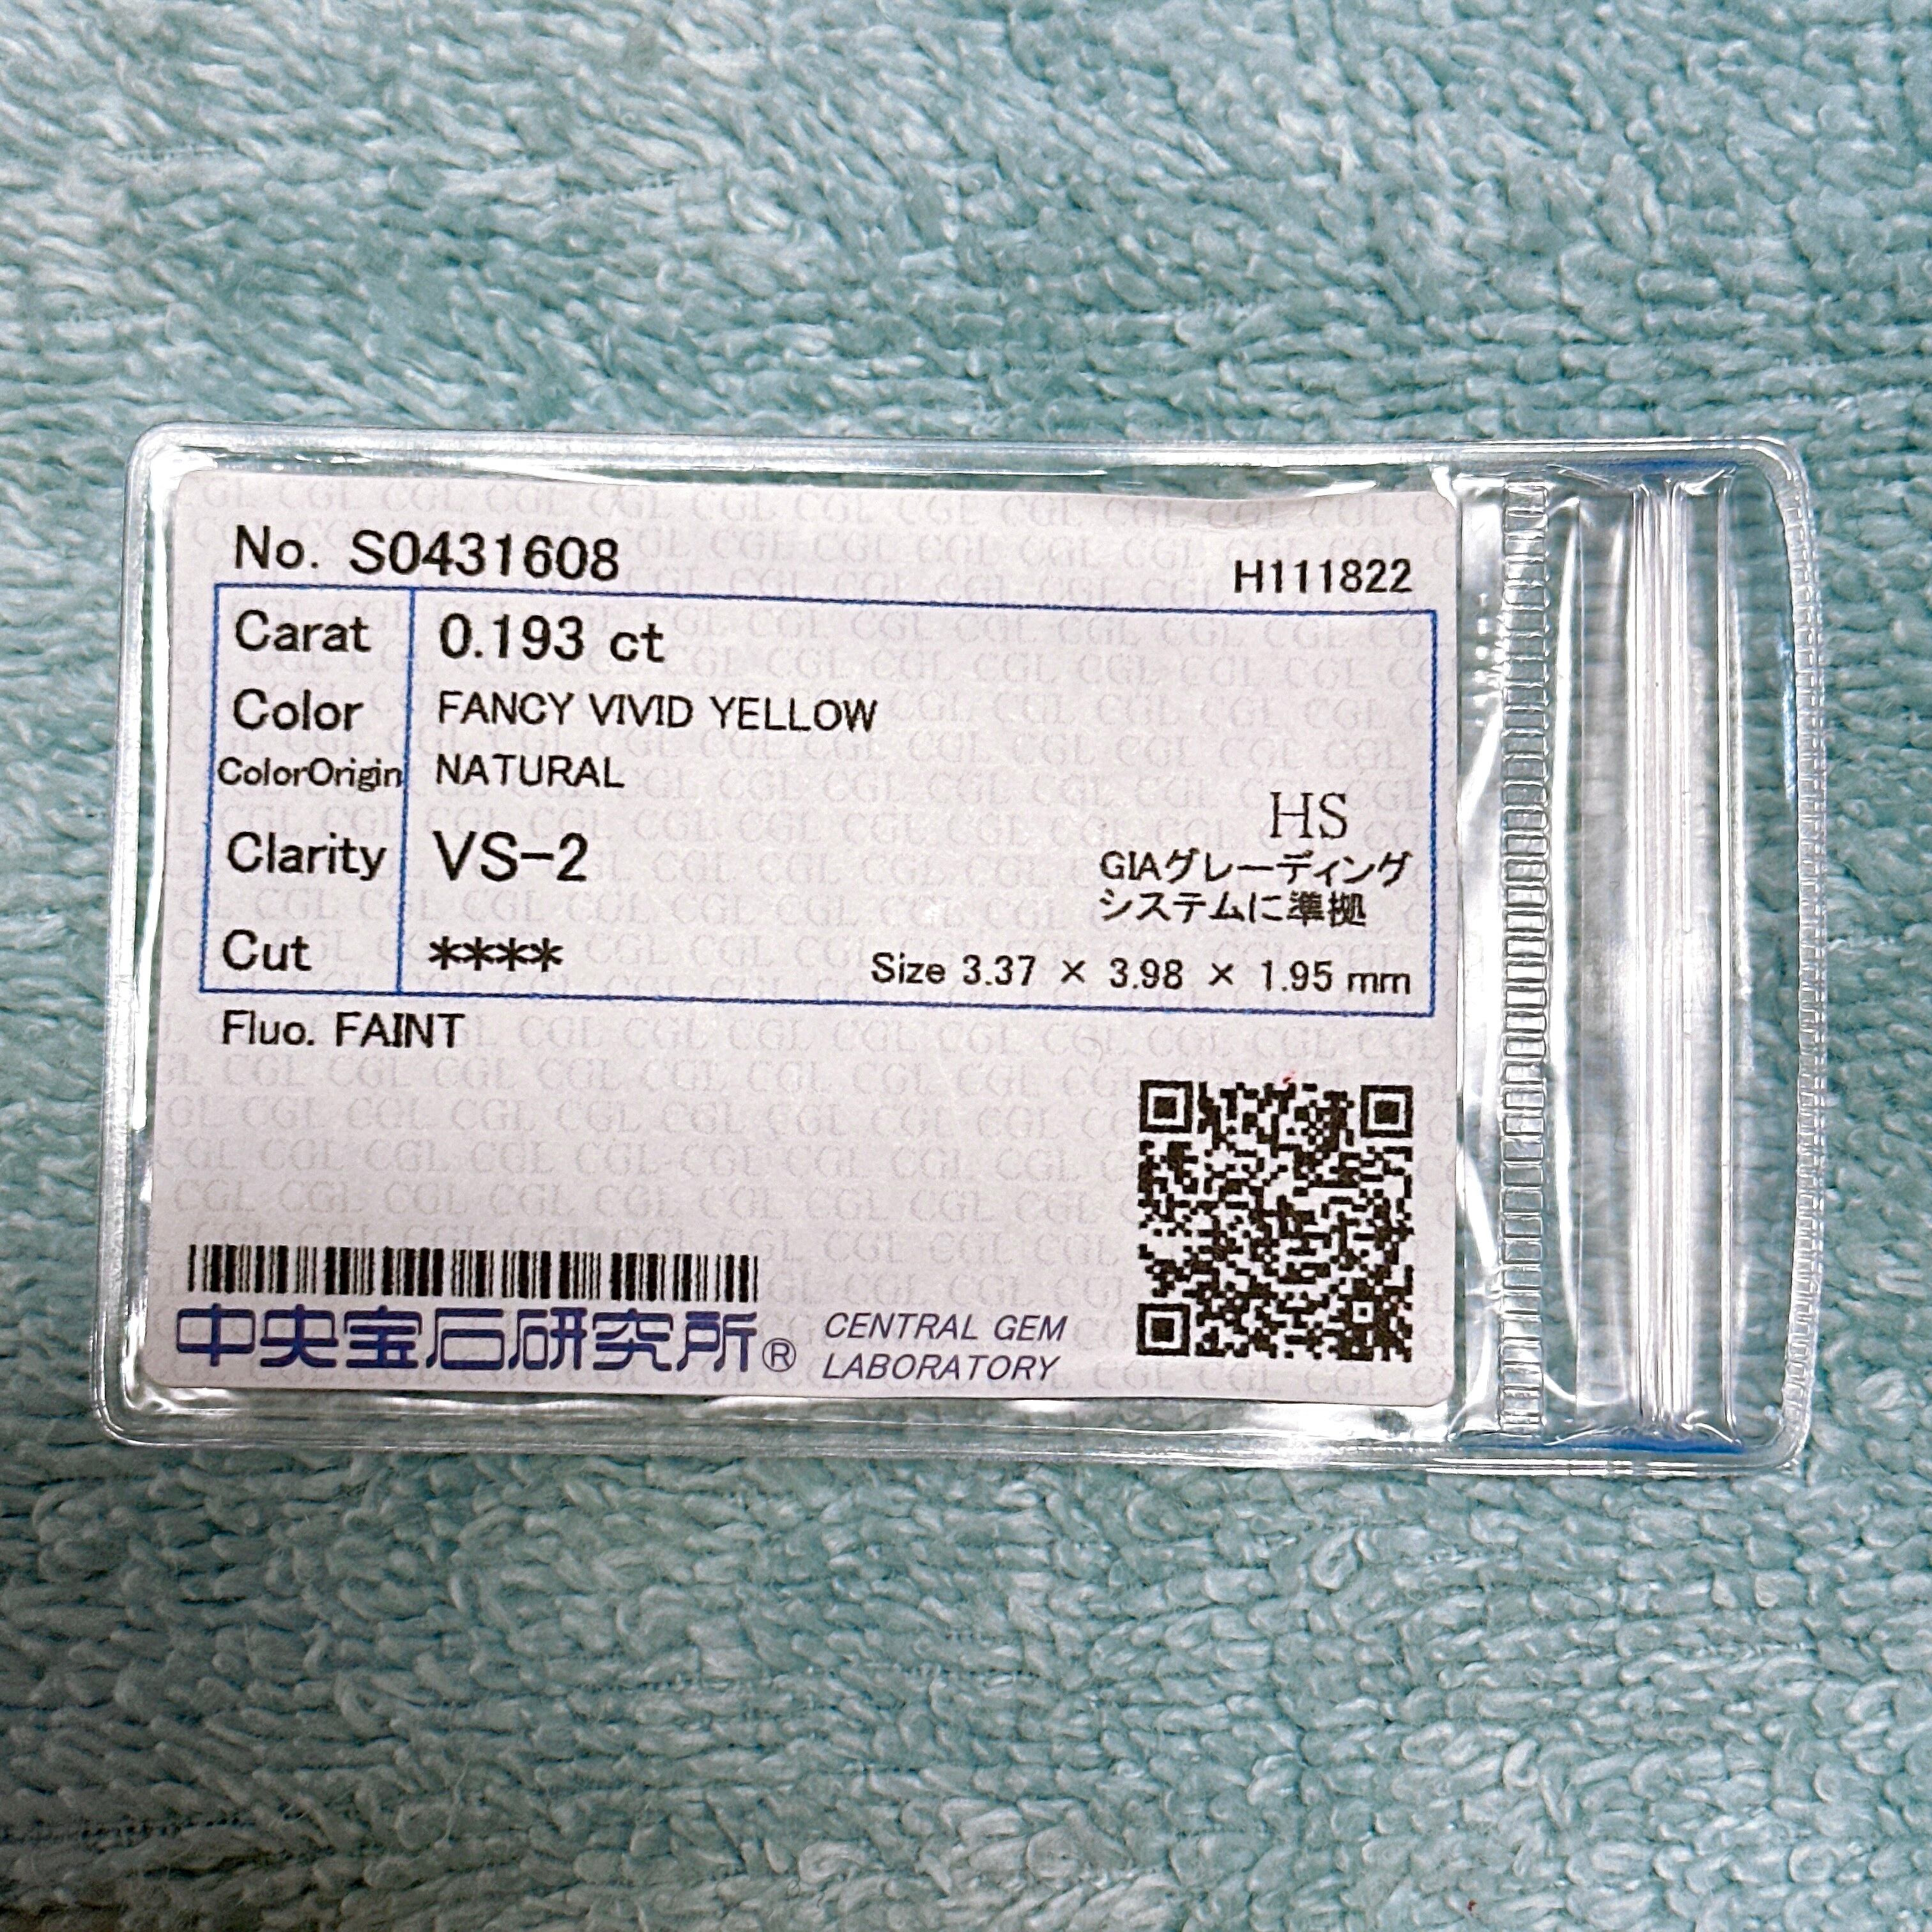 No. S0431608
H111822
Carat 0.193 ct
Color FANCY VIVID YELLOW
ColorOrigin NATURAL
Clarity VS-2
HS
GIAグレーディング
システムに準拠
Cut ****
Size 3.37 × 3.98 × 1.95 mm
Fluo. FAINT
中央宝石研究所® CENTRAL GEM
LABORATORY